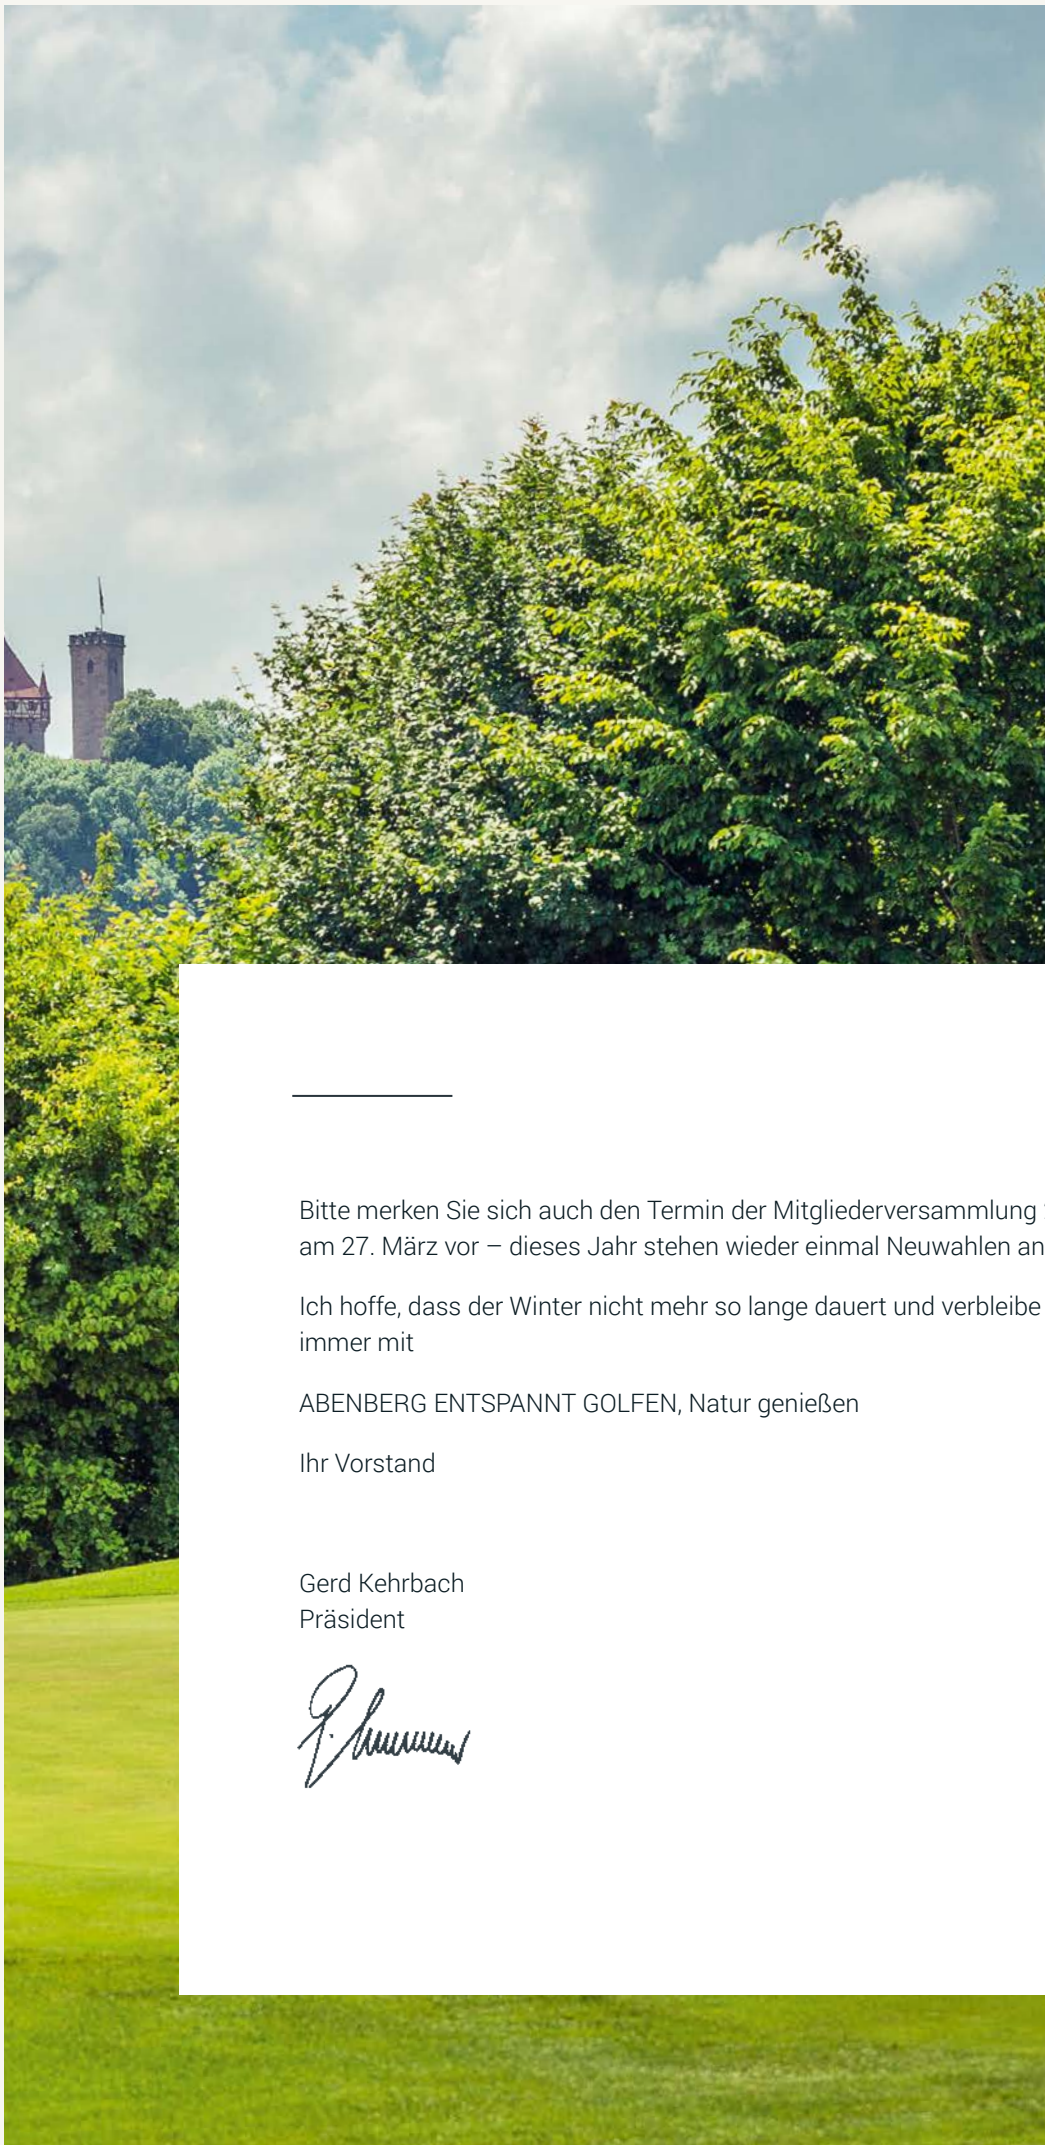 Bitte merken Sie sich auch den Termin der Mitgliederversammlung
am 27. März vor – dieses Jahr stehen wieder einmal Neuwahlen an
Ich hoffe, dass der Winter nicht mehr so lange dauert und verbleibe
immer mit
ABENBERG ENTSPANNT GOLFEN, Natur genießen
Ihr Vorstand
Gerd Kehrbach
Präsident